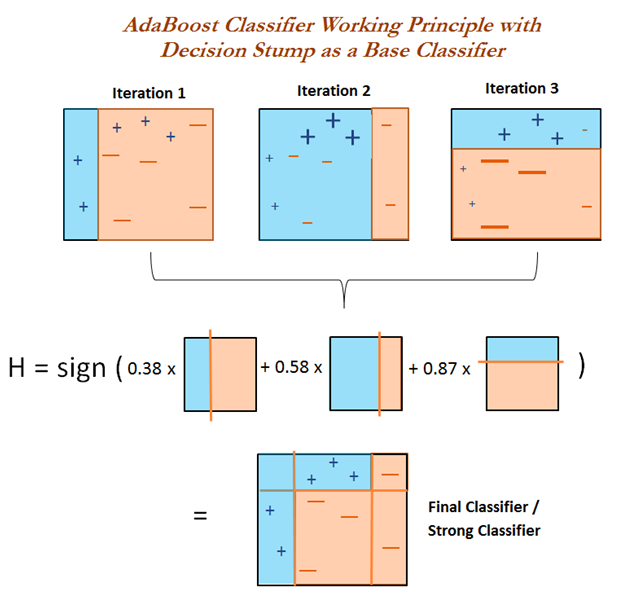 AdaBoost Classifier Working Principle with
Decision Stump as a Base Classifier
Iteration 1
Iteration 2
Iteration 3
H = sign ( 0.38 x + 0.58 x + 0.87 x )
=
Final Classifier /
Strong Classifier